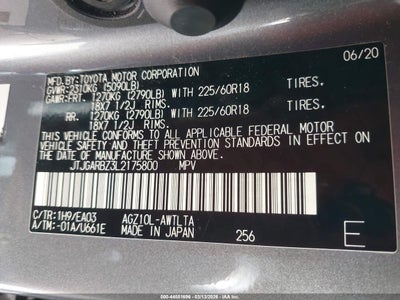 06/20
MFD.BY:TOYOTA MOTOR CORPORATION
GVWR:2310KG (5090LB)
GAWR:FRT. 1270KG (2790LB) WITH 225/60R18 TIRES.
18X7 1/2J RIMS.
RR. 1270KG (2790LB) WITH 225/60R18 TIRES.
18X7 1/2J RIMS.
THIS VEHICLE CONFORMS TO ALL APPLICABLE FEDERAL MOTOR
VEHICLE SAFETY AND THEFT PREVENTION STANDARDS IN EFFECT
ON THE DATE OF MANUFACTURE SHOWN ABOVE.
JTJGARBZ3L2175800 MPV
C/TR:1H9/EA03 AGZ10L-AWTLTA
A/TM:-01A/U661E MADE IN JAPAN 256 E
000-44551696 - 03/13/2026 - IAAI.COM